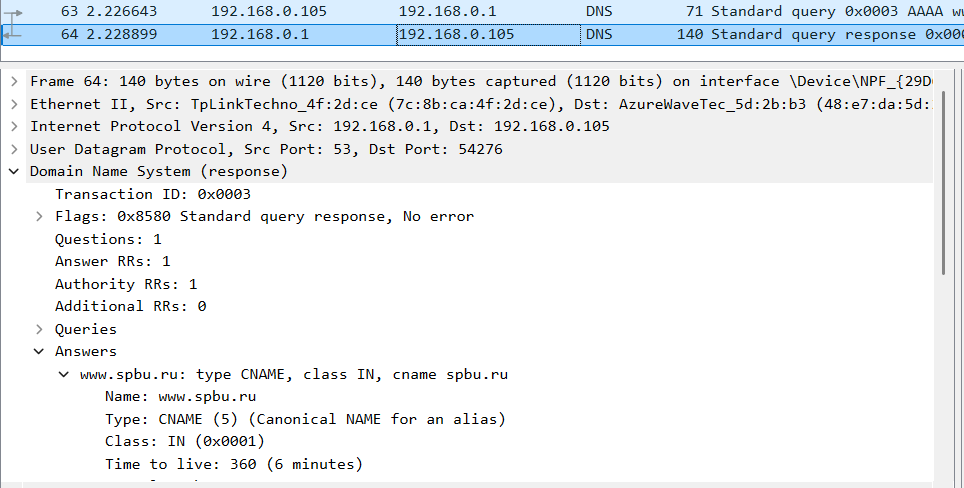 63 2.226643 192.168.0.105 192.168.0.1 DNS 71 Standard query 0x0003 AAAA
64 2.228899 192.168.0.1 192.168.0.105 DNS 140 Standard query response
Frame 64: 140 bytes on wire (1120 bits), 140 bytes captured (1120 bits) on interface \Device\NPF_{29D
Ethernet II, Src: TpLinkTechno_4f:2d:ce (7c:8b:ca:4f:2d:ce), Dst: AzureWaveTec_5d:2b:b3 (48:e7:da:5d:
Internet Protocol Version 4, Src: 192.168.0.1, Dst: 192.168.0.105
User Datagram Protocol, Src Port: 53, Dst Port: 54276
Domain Name System (response)
Transaction ID: 0x0003
Flags: 0x8580 Standard query response, No error
Questions: 1
Answer RRs: 1
Authority RRs: 1
Additional RRs: 0
Queries
Answers
www.spbu.ru: type CNAME, class IN, cname spbu.ru
Name: www.spbu.ru
Type: CNAME (5) (Canonical NAME for an alias)
Class: IN (0x0001)
Time to live: 360 (6 minutes)